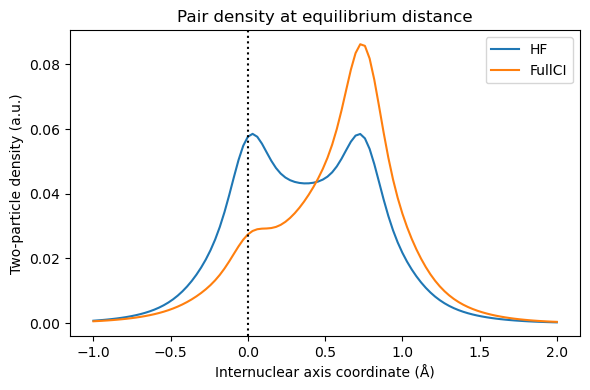 Pair density at equilibrium distance
HF
FullCI
Two-particle density (a.u.)
0.08
0.06
0.04
0.02
0.00
−1.0 −0.5 0.0 0.5 1.0 1.5 2.0
Internuclear axis coordinate (Å)